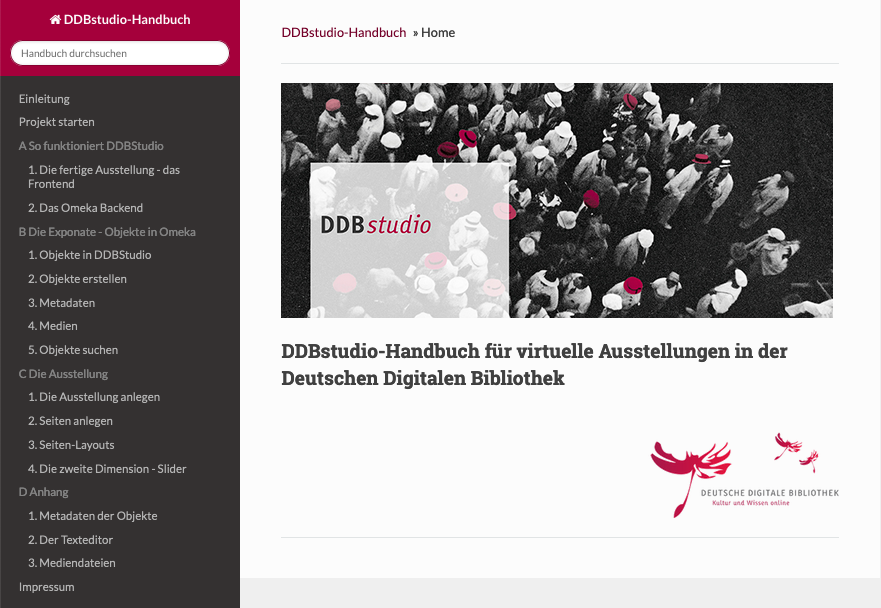 DDBstudio-Handbuch
Handbuch durchsuchen
Einleitung
Projekt starten
A So funktioniert DDBStudio
1. Die fertige Ausstellung - das
Frontend
2. Das Omeka Backend
B Die Exponate - Objekte in Omeka
1. Objekte in DDBStudio
2. Objekte erstellen
3. Metadaten
4. Medien
5. Objekte suchen
C Die Ausstellung
1. Die Ausstellung anlegen
2. Seiten anlegen
3. Seiten-Layouts
4. Die zweite Dimension - Slider
D Anhang
1. Metadaten der Objekte
2. Der Texteditor
3. Mediendateien
Impressum
DDBstudio-Handbuch » Home
DDBstudio
DDBstudio-Handbuch für virtuelle Ausstellungen in der
Deutschen Digitalen Bibliothek
DEUTSCHE DIGITALE BIBLIOTHEK
Kultur und Wissen online